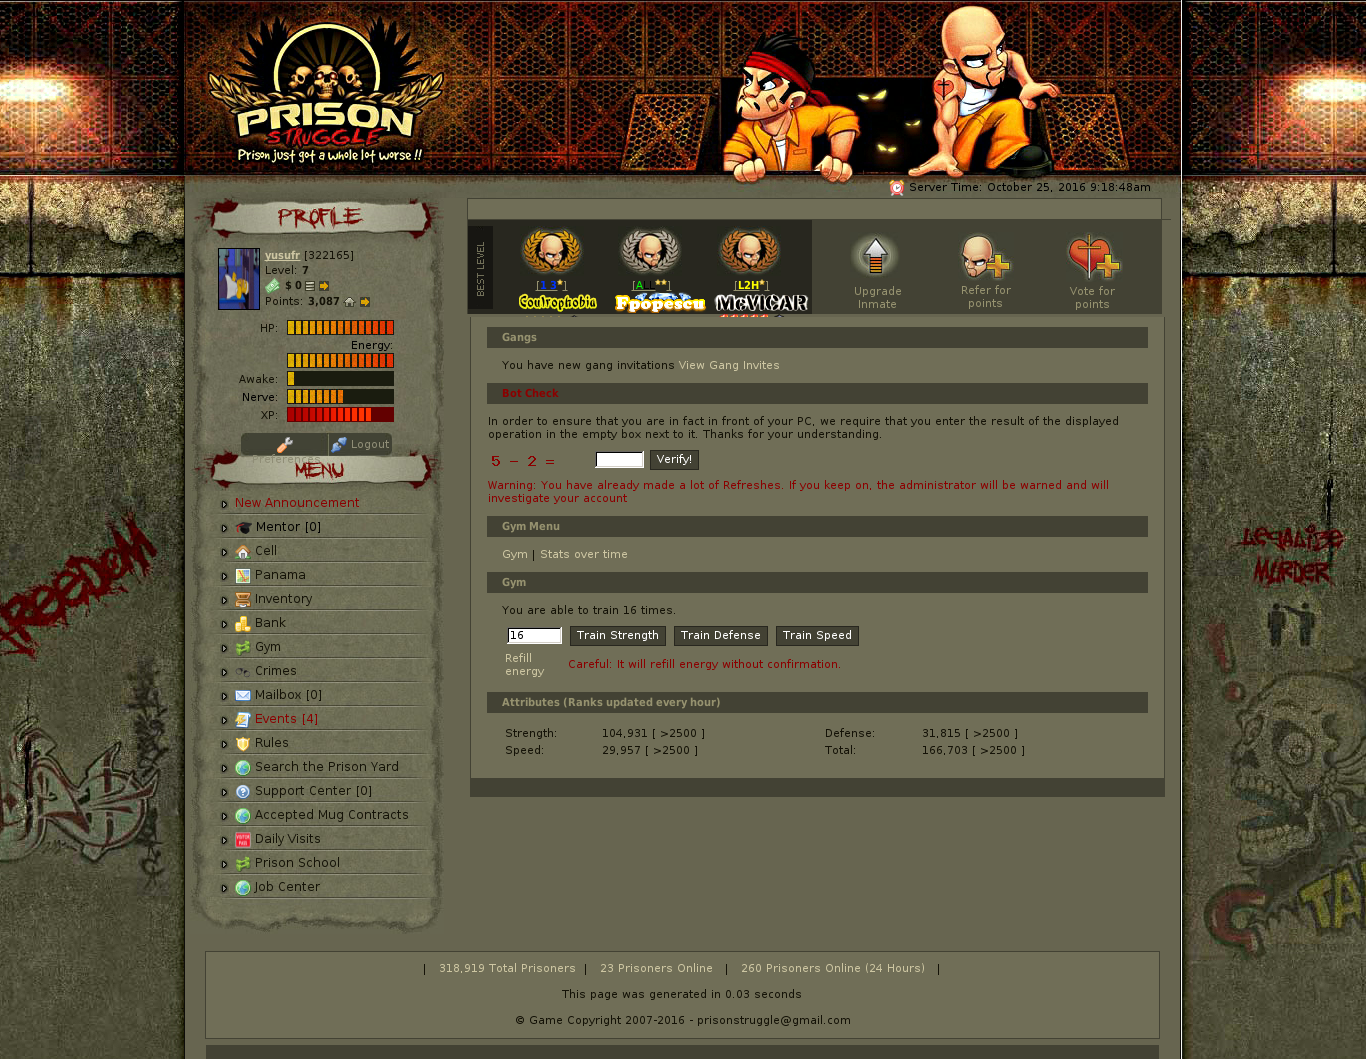 PRISON
STRUGGLE
Prison just got a whole lot worse !!
Server Time: October 25, 2016 9:18:48am
PROFILE
yusufr [322165]
Level: 7
$ 0
Points: 3,087
HP:
Energy:
Awake:
Nerve:
XP:
Preferences
Logout
MENU
New Announcement
Mentor [0]
Cell
Panama
Inventory
Bank
Gym
Crimes
Mailbox [0]
Events [4]
Rules
Search the Prison Yard
Support Center [0]
Accepted Mug Contracts
Daily Visits
Prison School
Job Center
BEST LEVEL
Coulrophobia
Fpopescu
[L2H*]
McVICAR
Upgrade
Inmate
Refer for
points
Vote for
points
Gangs
You have new gang invitations View Gang Invites
Bot Check
In order to ensure that you are in fact in front of your PC, we require that you enter the result of the displayed
operation in the empty box next to it. Thanks for your understanding.
5 - 2 =
Verify!
Warning: You have already made a lot of Refreshes. If you keep on, the administrator will be warned and will
investigate your account
Gym Menu
Gym | Stats over time
Gym
You are able to train 16 times.
16 Train Strength Train Defense Train Speed
Refill
energy
Careful: It will refill energy without confirmation.
Attributes (Ranks updated every hour)
Strength: 104,931 [ >2500 ] Defense: 31,815 [ >2500 ]
Speed: 29,957 [ >2500 ] Total: 166,703 [ >2500 ]
LEGALIZE
MURDER
| 318,919 Total Prisoners | 23 Prisoners Online | 260 Prisoners Online (24 Hours) |
This page was generated in 0.03 seconds
© Game Copyright 2007-2016 - prisonstruggle@gmail.com